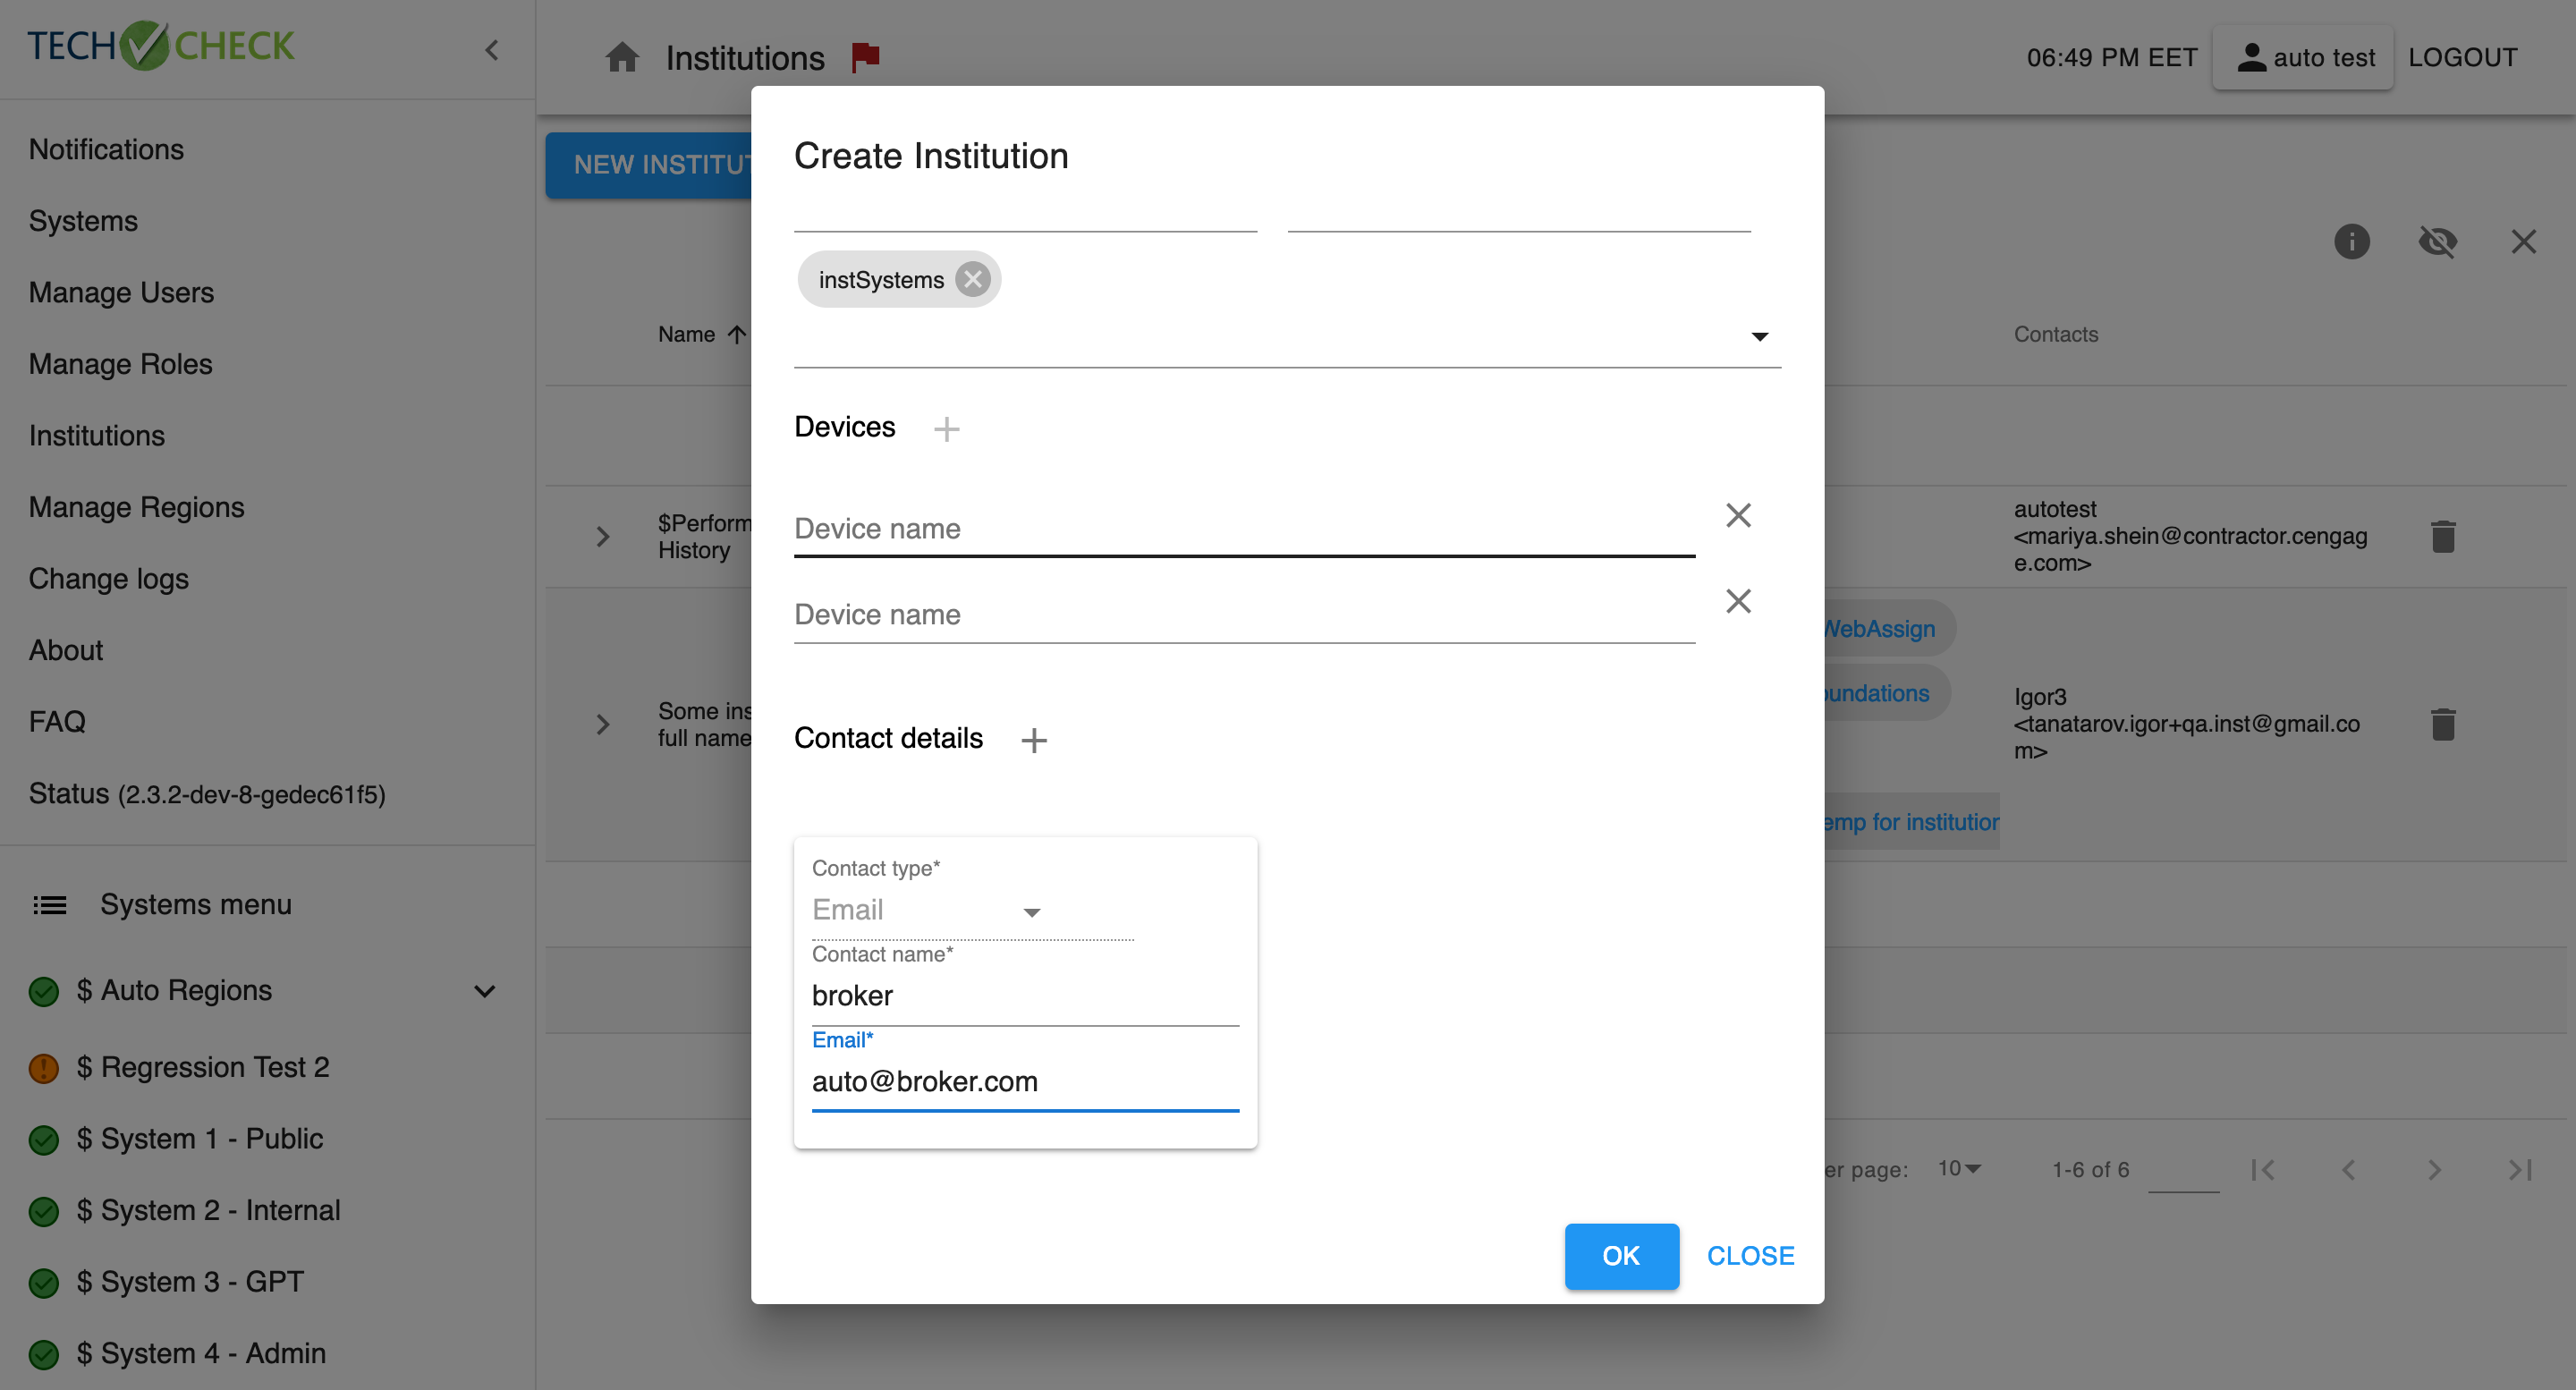 TECH CHECK
Notifications
Systems
Manage Users
Manage Roles
Institutions
Manage Regions
Change logs
About
FAQ
Status (2.3.2-dev-8-gedec61f5)
Systems menu
$ Auto Regions
$ Regression Test 2
$ System 1 - Public
$ System 2 - Internal
$ System 3 - GPT
$ System 4 - Admin
Institutions
06:49 PM EET
auto test
LOGOUT
NEW INSTITUT
Name
Contacts
$Perform
History
autotest
<mariya.shein@contractor.cengag
e.com>
Some ins
full name
WebAssign
oundations
emp for institution
Igor3
<tanatarov.igor+qa.inst@gmail.co
m>
er page:
10
1-6 of 6
Create Institution
instSystems
Devices
Device name
Device name
Contact details
Contact type*
Email
Contact name*
broker
Email*
auto@broker.com
OK
CLOSE